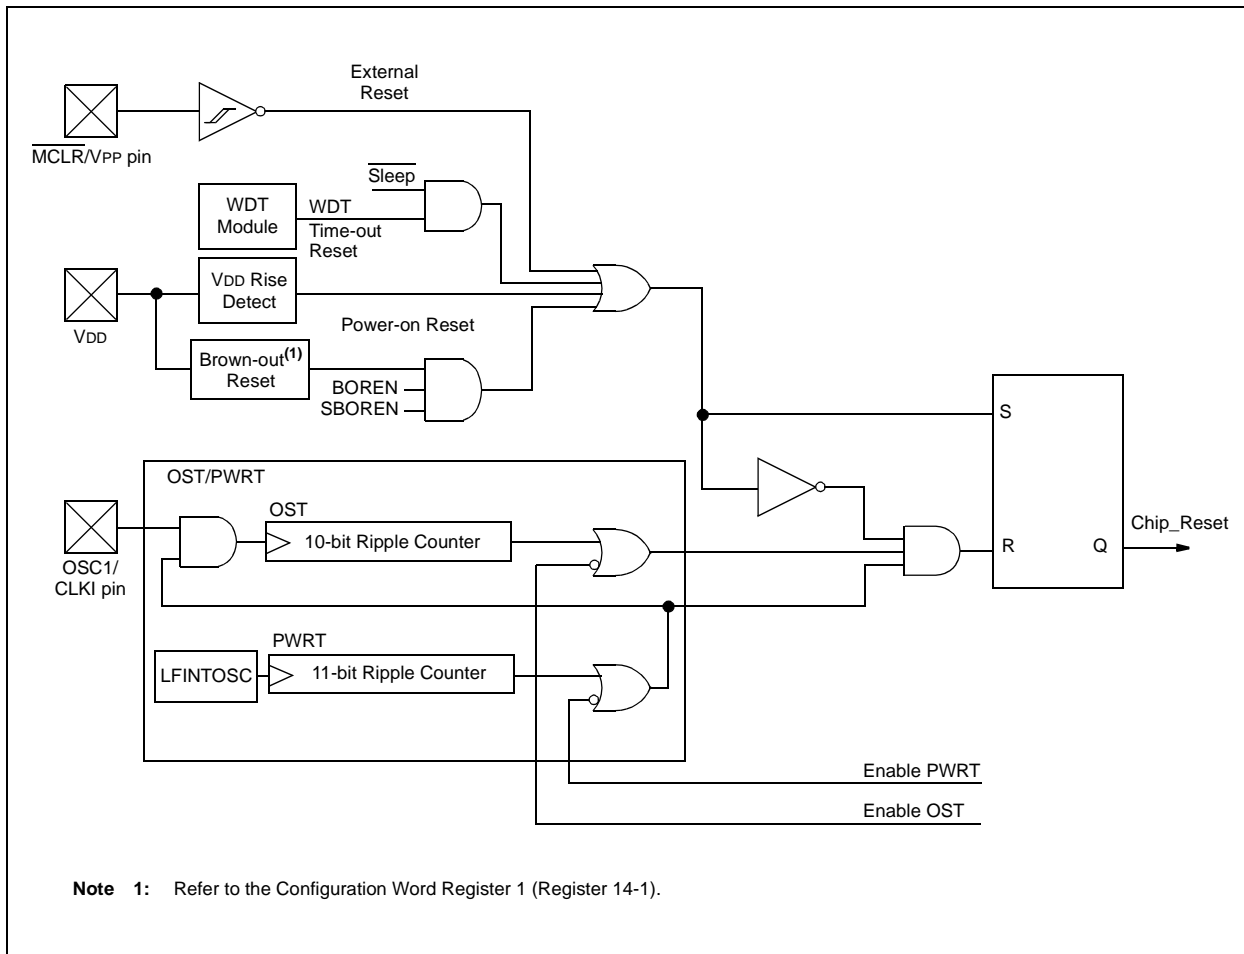 External
Reset
MCLR/VPP pin
Sleep
WDT
Module
WDT
Time-out
Reset
VDD Rise
Detect
VDD
Power-on Reset
Brown-out(1)
Reset
BOREN
SBOREN
S
OST/PWRT
OST
10-bit Ripple Counter
Chip_Reset
R
Q
OSC1/
CLKI pin
PWRT
LFINTOSC
11-bit Ripple Counter
Enable PWRT
Enable OST
Note 1: Refer to the Configuration Word Register 1 (Register 14-1).